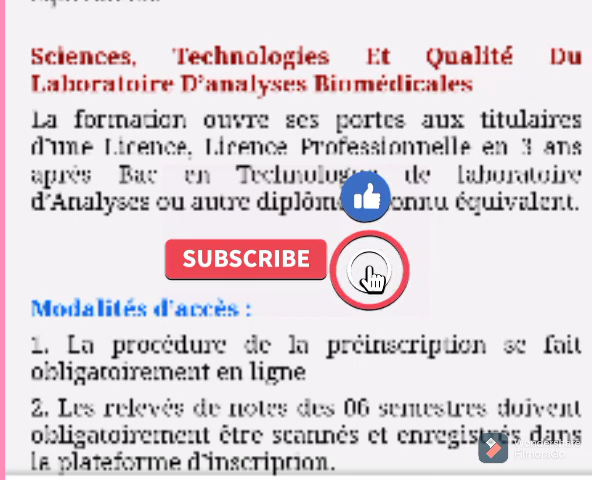 Sciences, Technologies Et Qualité Du
Laboratoire D'analyses Biomédicales
La formation ouvre ses portes aux titulaires
d'une Licence, Licence Professionnelle en 3 ans
après Bac en Technologie de laboratoire
d'Analyses ou autre diplôme équivalent.
SUBSCRIBE
Modalités d'accès :
1. La procédure de la préinscription se fait
obligatoirement en ligne
2. Les relevés de notes des 06 semestres doivent
obligatoirement être scannés et enregistrés dans
la plateforme d'inscription.
Wondershare
FilmoraGo